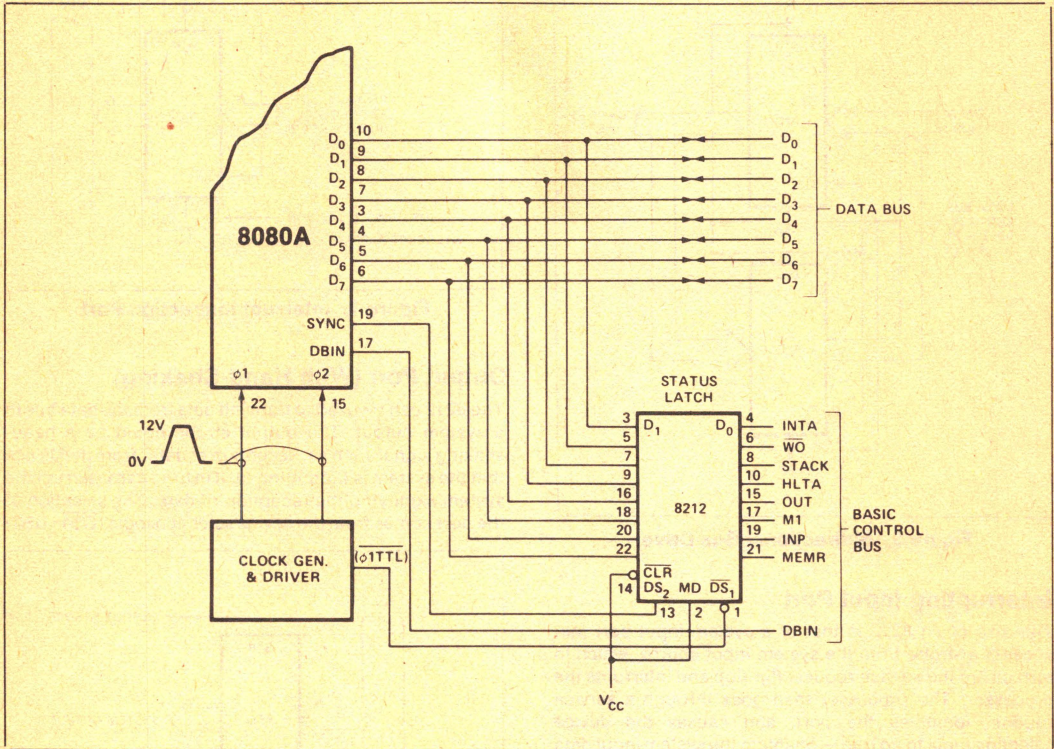 8080A
D0 10
D1 9
D2 8
D3 7
D4 3
D5 4
D6 5
D7 6
SYNC 19
DBIN 17
φ1 φ2
22 15
D0
D1
D2
D3
D4
D5
D6
D7
DATA BUS
12V
0V
CLOCK GEN.
& DRIVER
(φ1TTL)
STATUS
LATCH
3 D1 D0 4 INTA
5 6 W̅O̅
7 8 STACK
9 10 HLTA
16 15 OUT
18 17 M1
20 19 INP
22 21 MEMR
8212
C̅L̅R̅
14 DS2 MD D̅S̅1
13 2 1
DBIN
BASIC
CONTROL
BUS
VCC